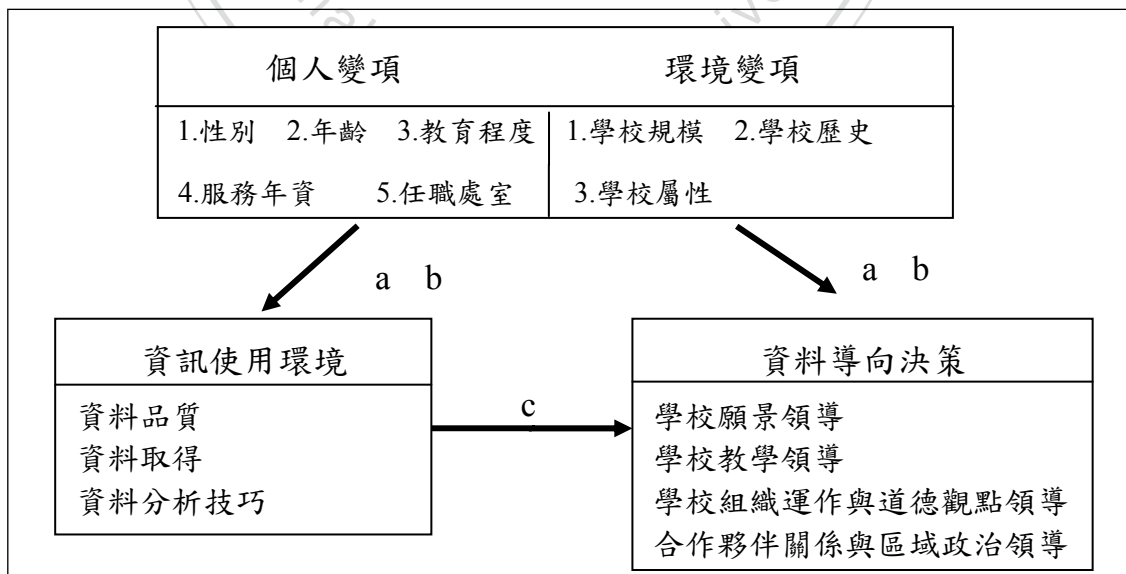 個人變項 環境變項
1.性別 2.年齡 3.教育程度 1.學校規模 2.學校歷史
4.服務年資 5.任職處室 3.學校屬性
a b a b
資訊使用環境 資料導向決策
資料品質
資料取得
資料分析技巧
c
學校願景領導
學校教學領導
學校組織運作與道德觀點領導
合作夥伴關係與區域政治領導